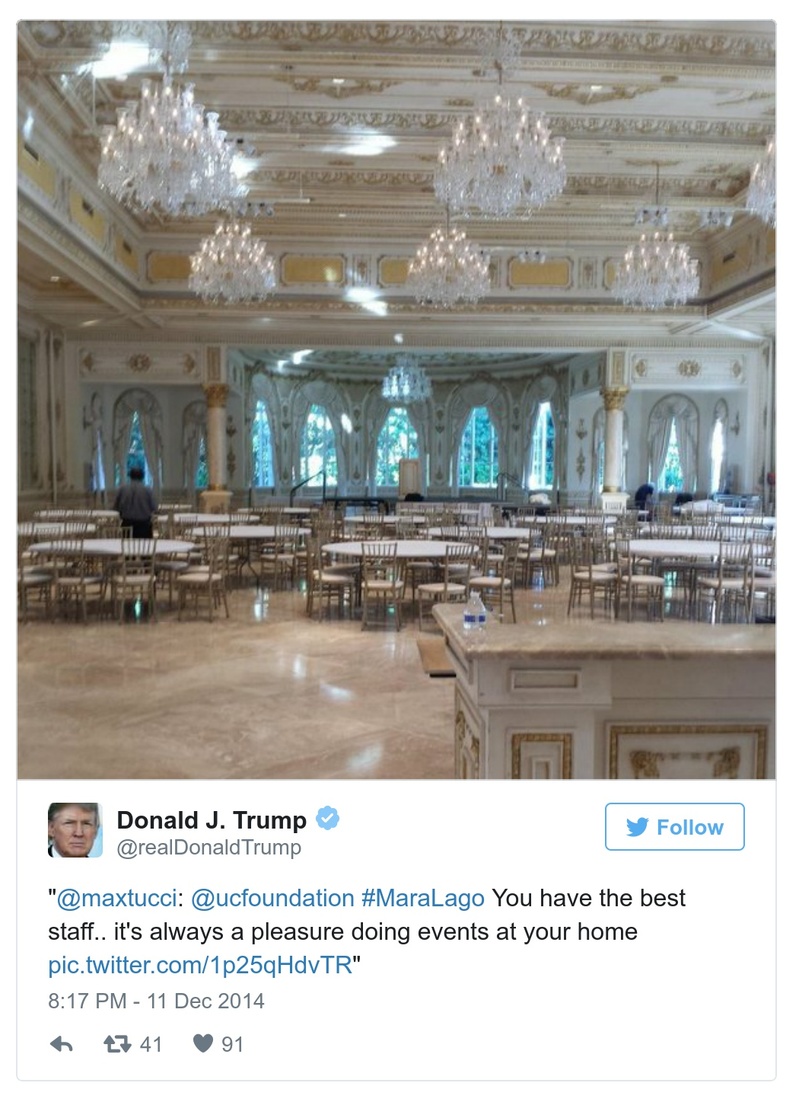 Donald J. Trump
@realDonaldTrump
Follow
"@maxtucci: @ucfoundation #MaraLago You have the best
staff.. it's always a pleasure doing events at your home
pic.twitter.com/1p25qHdvTR"
8:17 PM - 11 Dec 2014
41
91